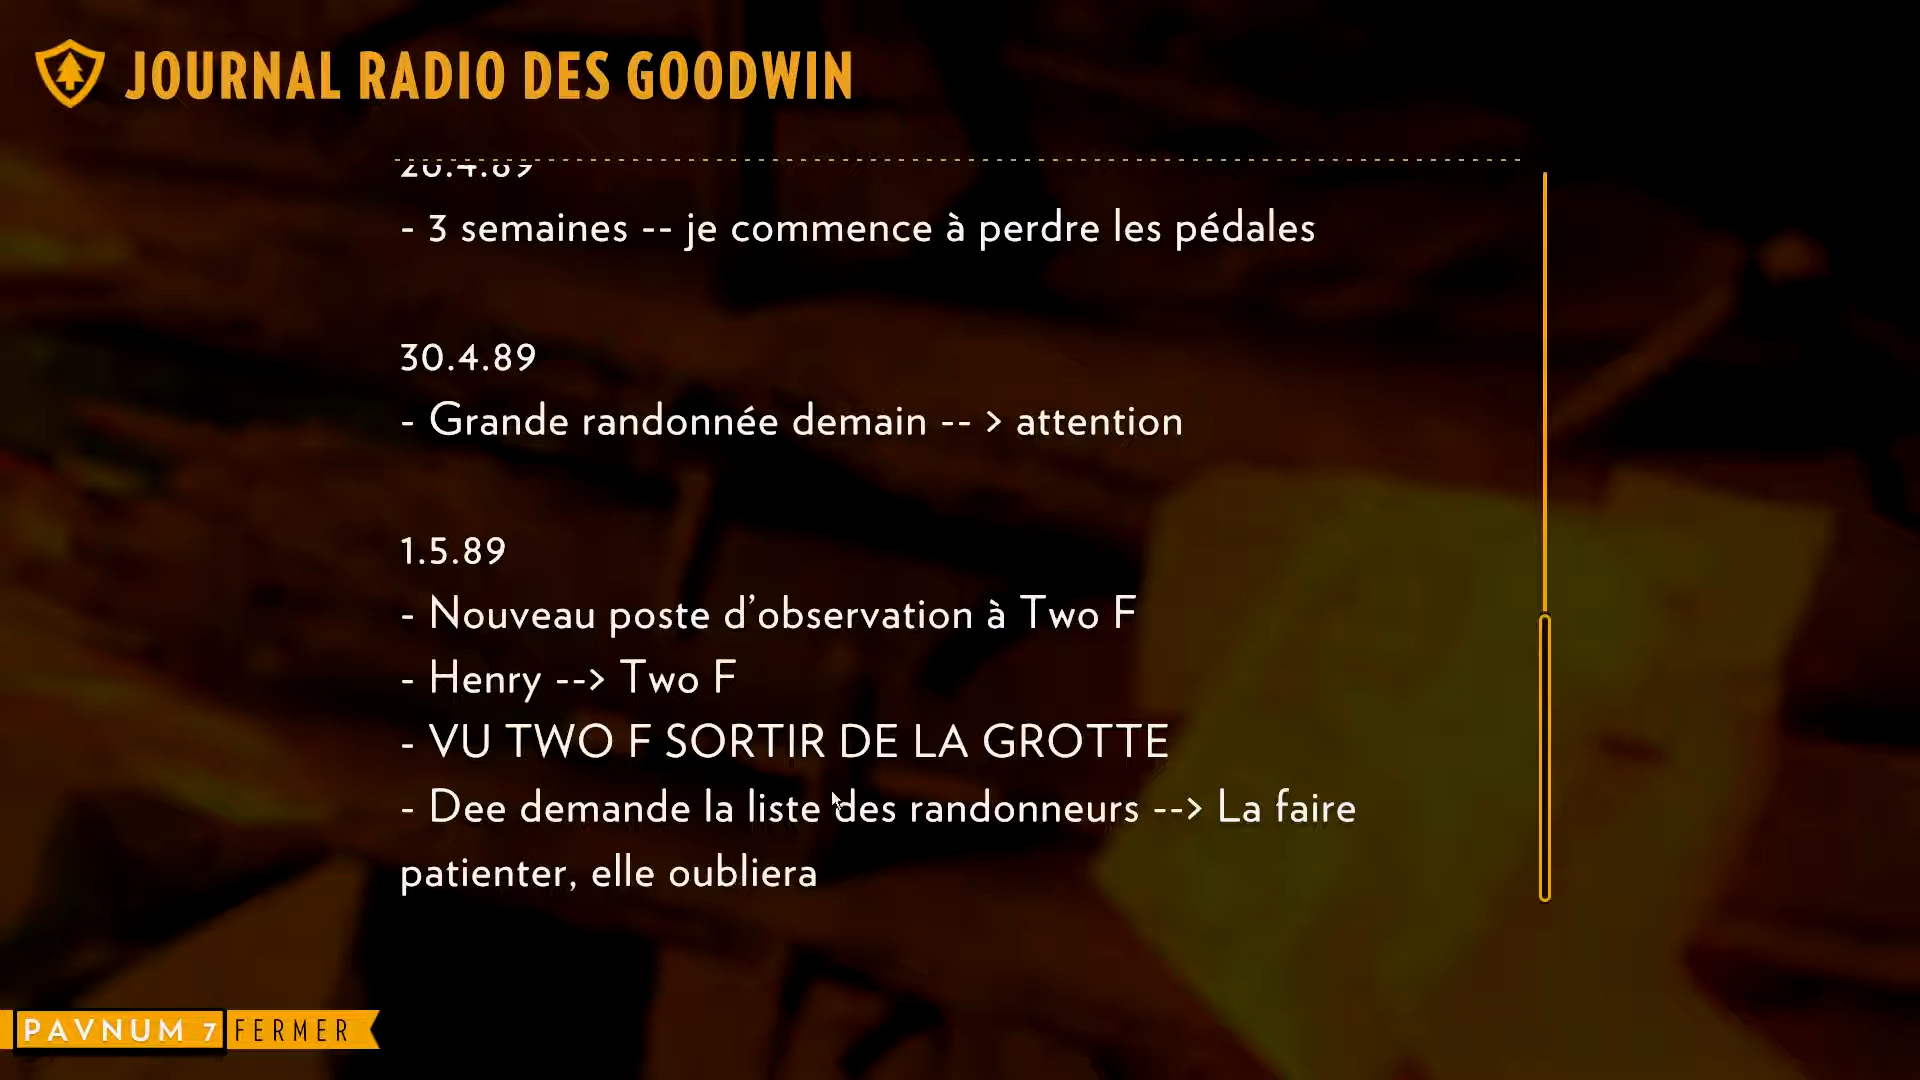 JOURNAL RADIO DES GOODWIN
- 3 semaines -- je commence à perdre les pédales
30.4.89
- Grande randonnée demain -- > attention
1.5.89
- Nouveau poste d'observation à Two F
- Henry --> Two F
- VU TWO F SORTIR DE LA GROTTE
- Dee demande la liste des randonneurs --> La faire
patienter, elle oubliera
PAVNUM 7 FERMER